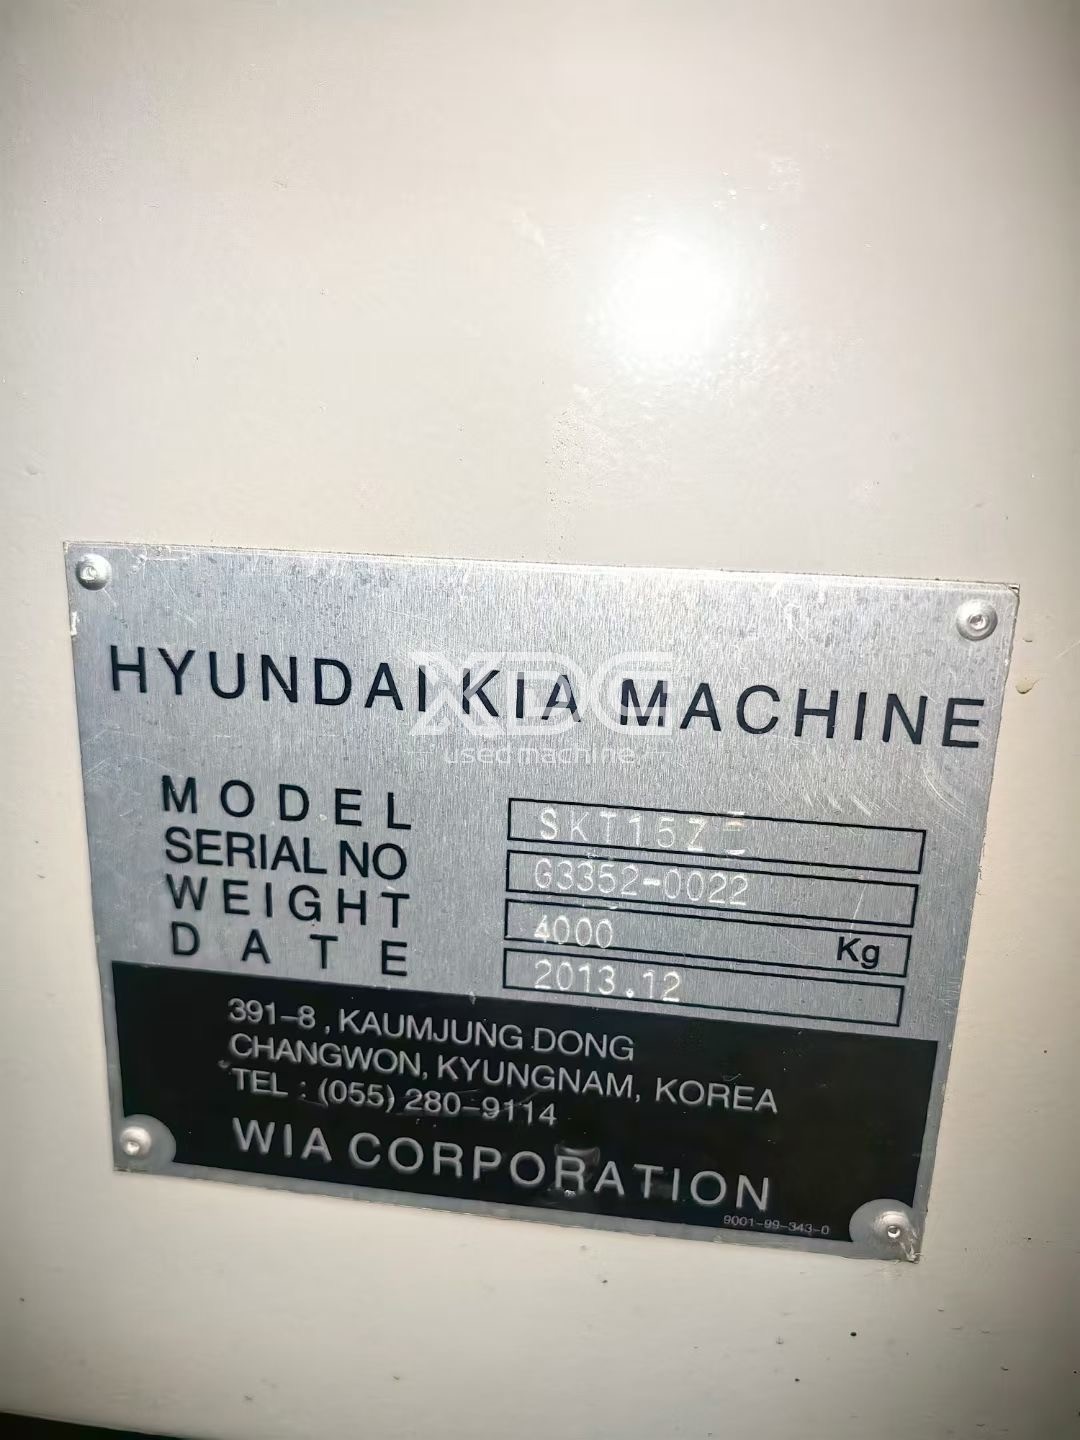 HYUNDAI KIA MACHINE
XDG
used machine
MODEL
SERIAL NO G3352-0022
WEIGHT 4000 Kg
DATE 2013.12
391-8, KAUMJUNG DONG
CHANGWON, KYUNGNAM, KOREA
TEL : (055) 280-9114
WIA CORPORATION
9001-99-343-0